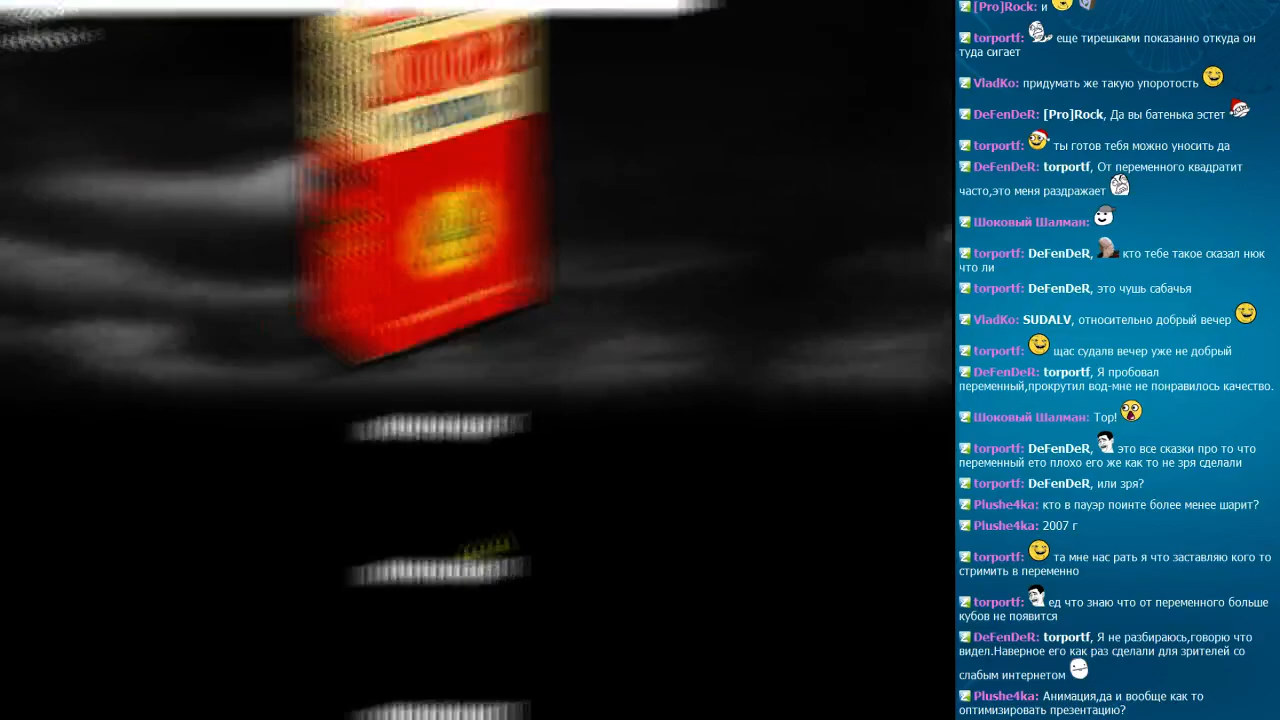 [Pro]Rock: и
torportf: еще тирешками показанно откуда он
туда сигает
VladKo: придумать же такую упоротость
DeFenDeR: [Pro]Rock, Да вы батенька эстет
torportf: ты готов тебя можно уносить да
DeFenDeR: torportf, От переменного квадратит
часто,это меня раздражает
Шоковый Шалман:
torportf: DeFenDeR, кто тебе такое сказал нюк
что ли
torportf: DeFenDeR, это чушь сабачья
VladKo: SUDALV, относительно добрый вечер
torportf: щас судалв вечер уже не добрый
DeFenDeR: torportf, Я пробовал
переменный,прокрутил вод-мне не понравилось качество.
Шоковый Шалман: Тор!
torportf: DeFenDeR, это все сказки про то что
переменный ето плохо его же как то не зря сделали
torportf: DeFenDeR, или зря?
Plushe4ka: кто в пауэр поинте более менее шарит?
Plushe4ka: 2007 г
torportf: та мне нас рать я что заставляю кого то
стримить в переменно
torportf: ед что знаю что от переменного больше
кубов не появится
DeFenDeR: torportf, Я не разбираюсь,говорю что
видел.Наверное его как раз сделали для зрителей со
слабым интернетом
Plushe4ka: Анимация,да и вообще как то
оптимизировать презентацию?